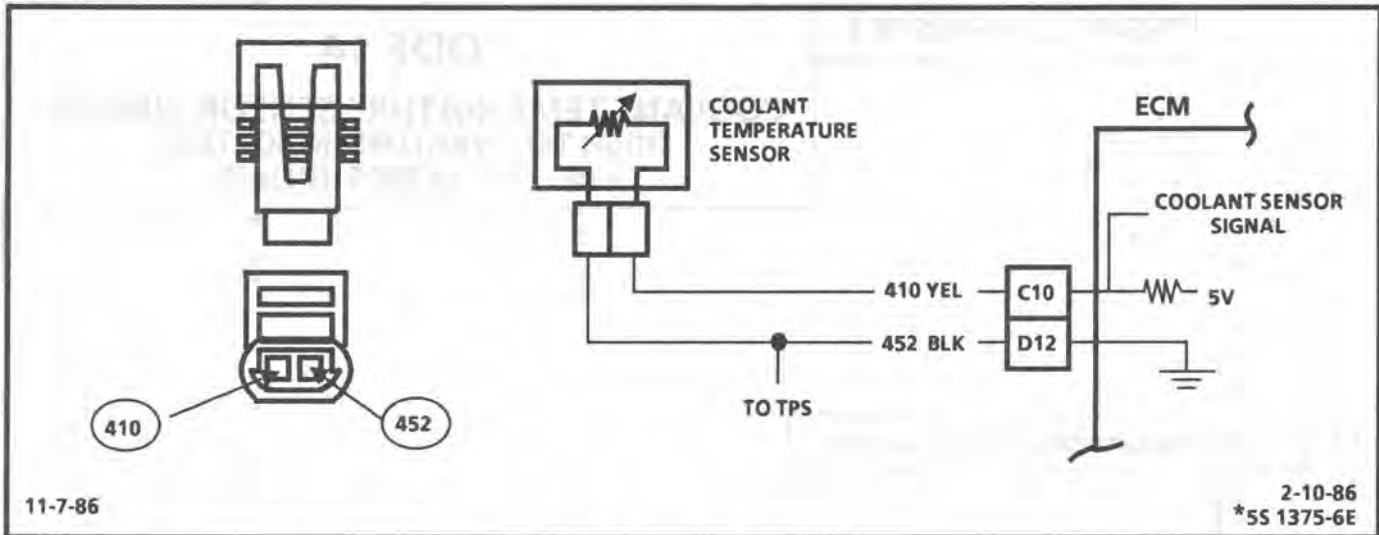 COOLANT
TEMPERATURE
SENSOR
ECM
COOLANT SENSOR
SIGNAL
410 YEL
C10
5V
452 BLK
D12
TO TPS
410
452
11-7-86
2-10-86
*5S 1375-6E